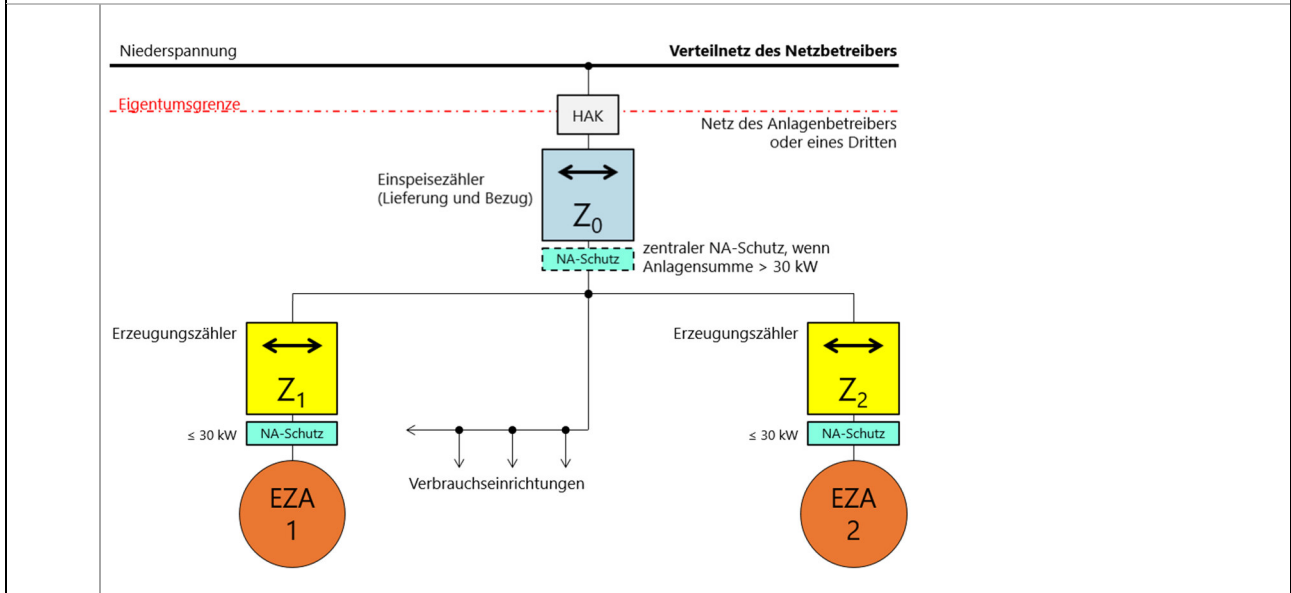 Niederspannung
Verteilnetz des Netzbetreibers
Eigentumsgrenze
HAK
Netz des Anlagenbetreibers
oder eines Dritten
Einspeisezähler
(Lieferung und Bezug)
Z0
NA-Schutz
zentraler NA-Schutz, wenn
Anlagensumme > 30 kW
Erzeugungszähler
Z1
Erzeugungszähler
Z2
≤ 30 kW
NA-Schutz
≤ 30 kW
NA-Schutz
Verbrauchseinrichtungen
EZA
1
EZA
2